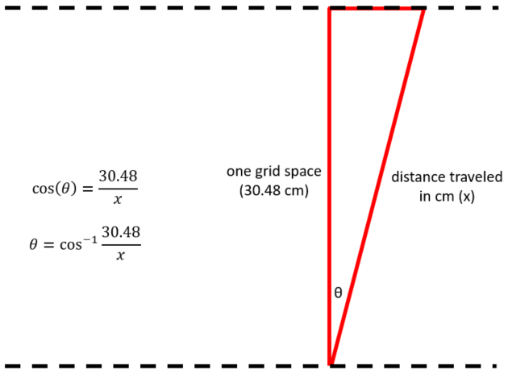 cos(θ) = 30.48/x
θ = cos⁻¹ 30.48/x
one grid space
(30.48 cm)
distance traveled
in cm (x)
θ